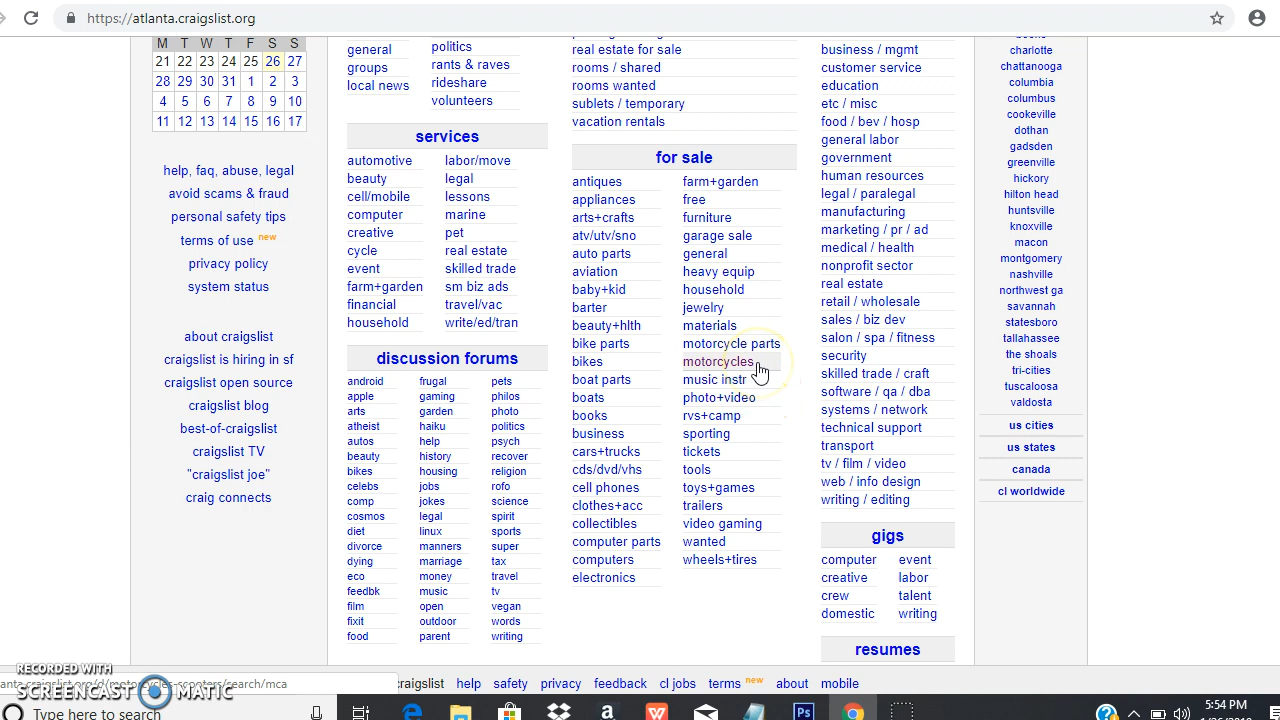 https://atlanta.craigslist.org
M T W T F S S
21 22 23 24 25 26 27
28 29 30 31 1 2 3
4 5 6 7 8 9 10
11 12 13 14 15 16 17
help, faq, abuse, legal
avoid scams & fraud
personal safety tips
terms of use new
privacy policy
system status
about craigslist
craigslist is hiring in sf
craigslist open source
craigslist blog
best-of-craigslist
craigslist TV
"craigslist joe"
craig connects
general
groups
local news
politics
rants & raves
rideshare
volunteers
services
automotive
beauty
cell/mobile
computer
creative
cycle
event
farm+garden
financial
household
labor/move
legal
lessons
marine
pet
real estate
skilled trade
sm biz ads
travel/vac
write/ed/tran
discussion forums
android
apple
arts
atheist
autos
beauty
bikes
celebs
comp
cosmos
diet
divorce
dying
eco
feedbk
film
fixit
food
frugal
gaming
garden
haiku
help
history
housing
jobs
jokes
legal
linux
manners
marriage
money
music
open
outdoor
parent
pets
philos
photo
politics
psych
recover
religion
rofo
science
spirit
sports
super
tax
travel
tv
vegan
words
writing
real estate for sale
rooms / shared
rooms wanted
sublets / temporary
vacation rentals
for sale
antiques
appliances
arts+crafts
atv/utv/sno
auto parts
aviation
baby+kid
barter
beauty+hlth
bike parts
bikes
boat parts
boats
books
business
cars+trucks
cds/dvd/vhs
cell phones
clothes+acc
collectibles
computer parts
computers
electronics
farm+garden
free
furniture
garage sale
general
heavy equip
household
jewelry
materials
motorcycle parts
motorcycles
music instr
photo+video
rvs+camp
sporting
tickets
tools
toys+games
trailers
video gaming
wanted
wheels+tires
business / mgmt
customer service
education
etc / misc
food / bev / hosp
general labor
government
human resources
legal / paralegal
manufacturing
marketing / pr / ad
medical / health
nonprofit sector
real estate
retail / wholesale
sales / biz dev
salon / spa / fitness
security
skilled trade / craft
software / qa / dba
systems / network
technical support
transport
tv / film / video
web / info design
writing / editing
gigs
computer
creative
crew
domestic
event
labor
talent
writing
resumes
charlotte
chattanooga
columbia
columbus
cookeville
dothan
gadsden
greenville
hickory
hilton head
huntsville
knoxville
macon
montgomery
nashville
northwest ga
savannah
statesboro
tallahassee
the shoals
tri-cities
tuscaloosa
valdosta
us cities
us states
canada
cl worldwide
craigslist help safety privacy feedback cl jobs terms new about mobile
RECORDED WITH
SCREENCAST MATIC
Type here to search
5:54 PM